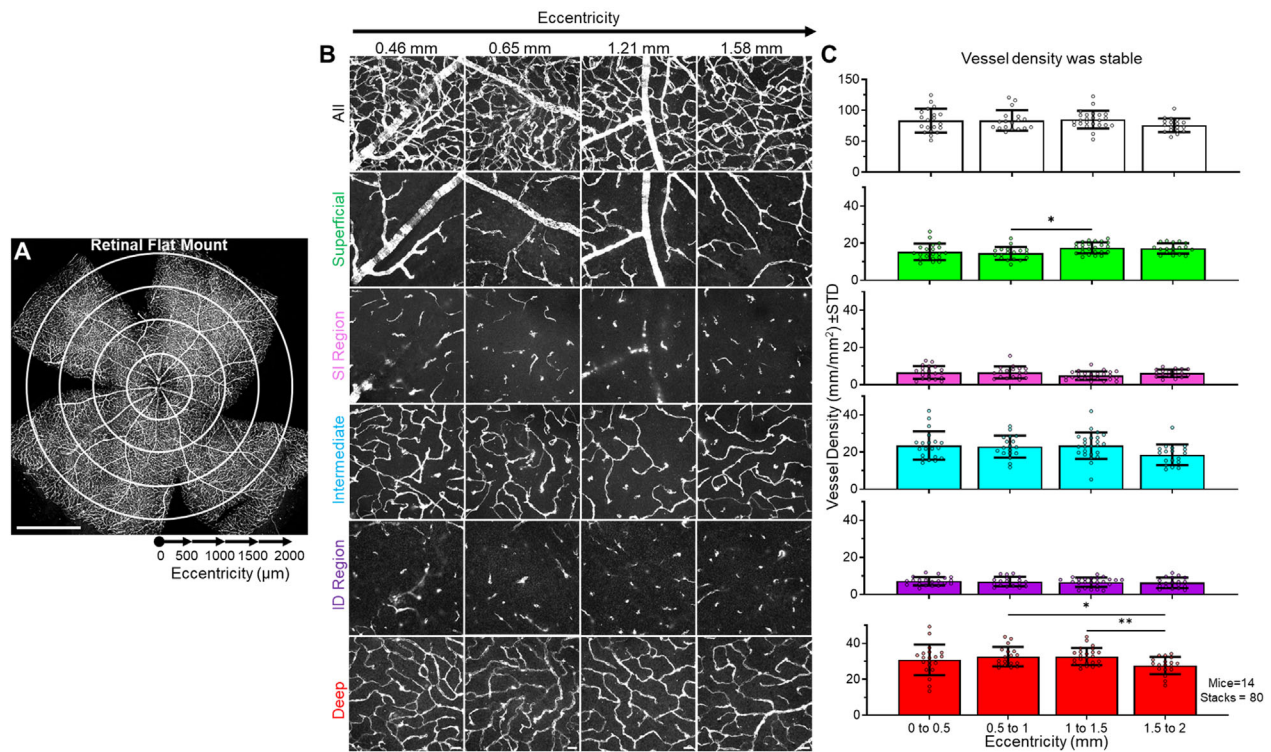 Eccentricity
B
0.46 mm 0.65 mm 1.21 mm 1.58 mm
All
Superficial
SI Region
Intermediate
ID Region
Deep
A
Retinal Flat Mount
0 500 1000 1500 2000
Eccentricity (µm)
C
Vessel density was stable
Vessel Density (mm/mm²) ±STD
150
100
50
0
40
20
0
*
40
20
0
40
20
0
40
20
0
*
**
40
20
0
0 to 0.5 0.5 to 1 1 to 1.5 1.5 to 2
Eccentricity (mm)
Mice=14
Stacks = 80